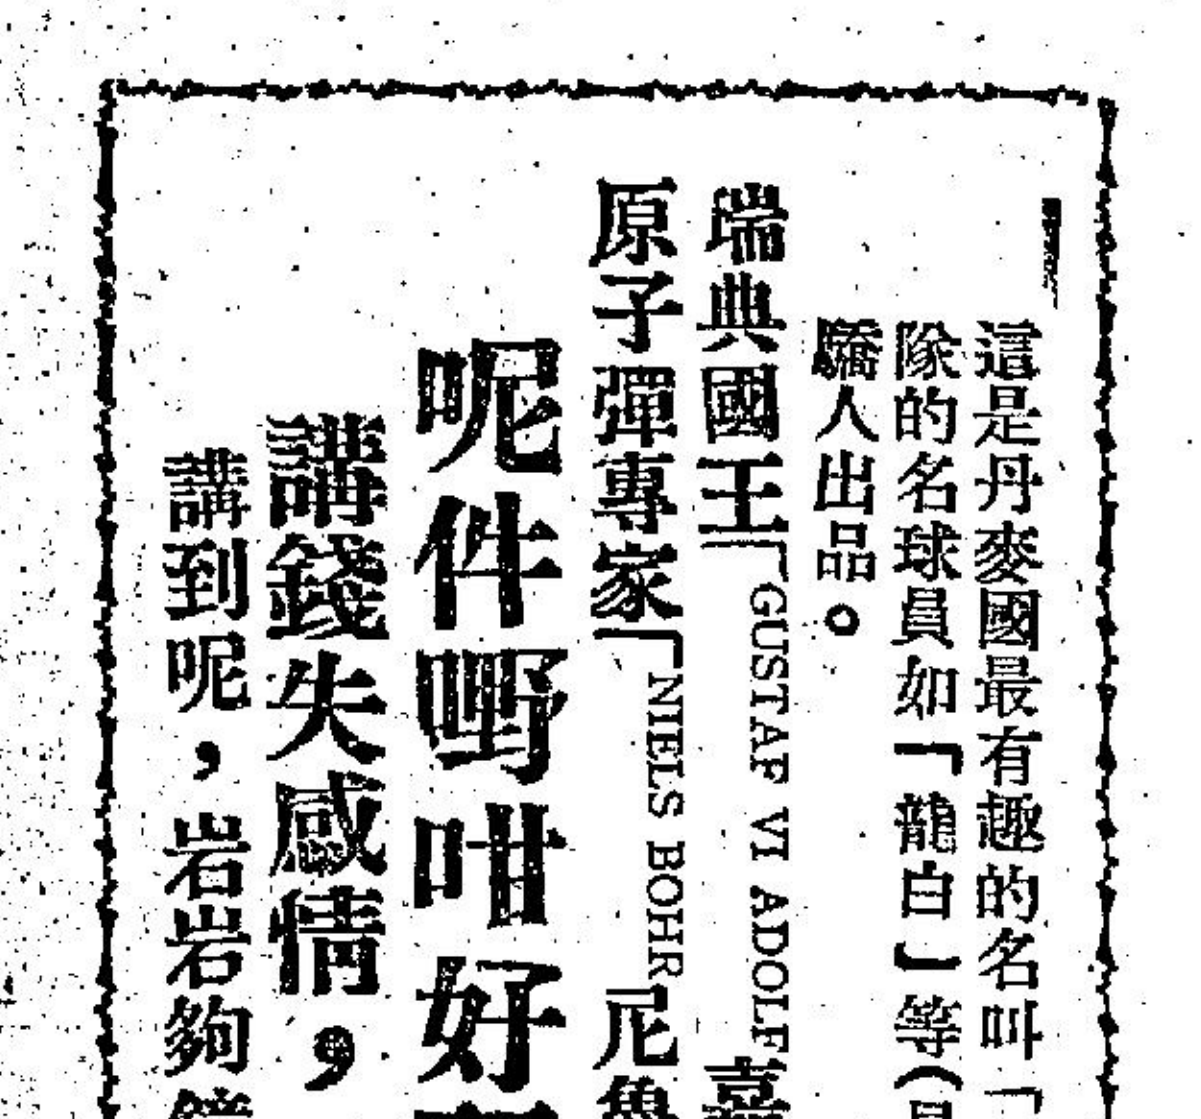 這是丹麥國最有趣的名叫「
隊的名球員如「龍白」等(
驕人出品。
瑞典國王「GUSTAF VI ADOLF
原子彈專家「NIELS BOHR 尼
呢件嘢咁好
講錢失感情，
講到呢，岩岩夠